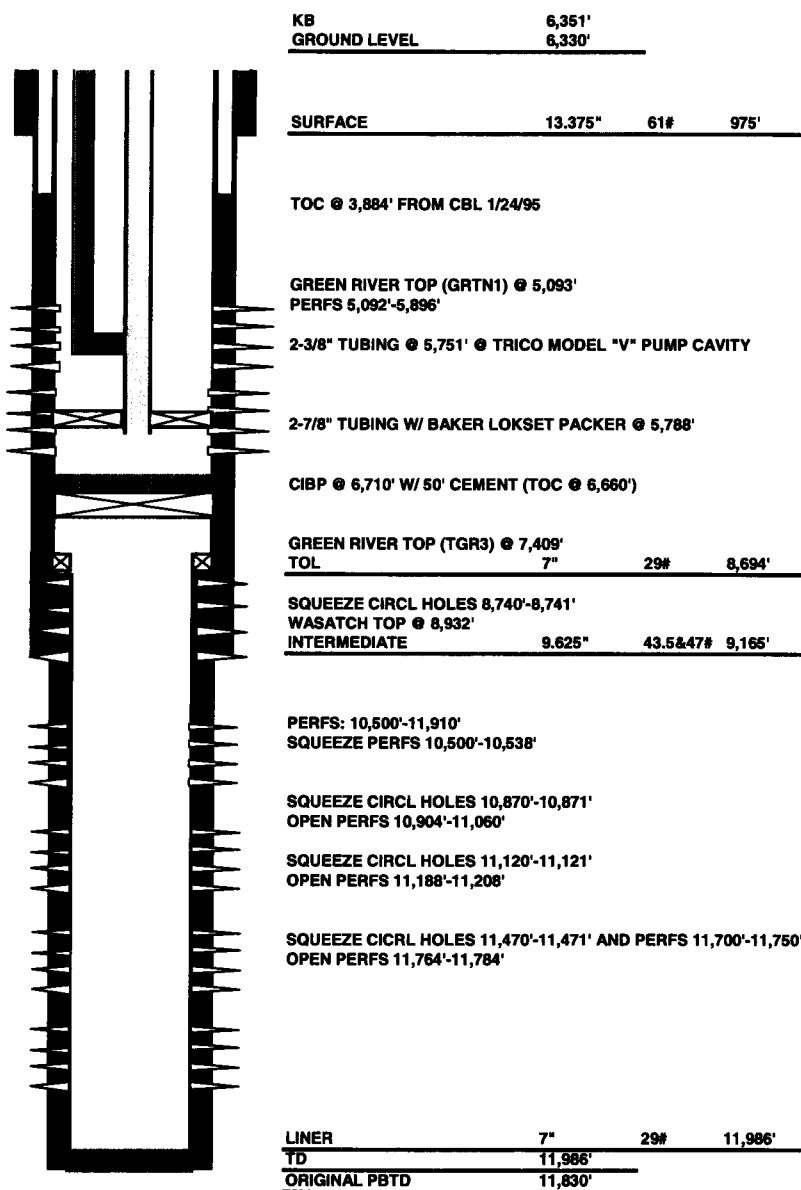 KB 6,351'
GROUND LEVEL 6,330'
SURFACE 13.375" 61# 975'
TOC @ 3,884' FROM CBL 1/24/95
GREEN RIVER TOP (GRTN1) @ 5,093'
PERFS 5,092'-5,896'
2-3/8" TUBING @ 5,751' @ TRICO MODEL "V" PUMP CAVITY
2-7/8" TUBING W/ BAKER LOKSET PACKER @ 5,788'
CIBP @ 6,710' W/ 50' CEMENT (TOC @ 6,660')
GREEN RIVER TOP (TGR3) @ 7,409'
TOL 7" 29# 8,694'
SQUEEZE CIRCL HOLES 8,740'-8,741'
WASATCH TOP @ 8,932'
INTERMEDIATE 9.625" 43.5&47# 9,165'
PERFS: 10,500'-11,910'
SQUEEZE PERFS 10,500'-10,538'
SQUEEZE CIRCL HOLES 10,870'-10,871'
OPEN PERFS 10,904'-11,060'
SQUEEZE CIRCL HOLES 11,120'-11,121'
OPEN PERFS 11,188'-11,208'
SQUEEZE CICRL HOLES 11,470'-11,471' AND PERFS 11,700'-11,750'
OPEN PERFS 11,764'-11,784'
LINER 7" 29# 11,986'
TD 11,986'
ORIGINAL PBTD 11,830'